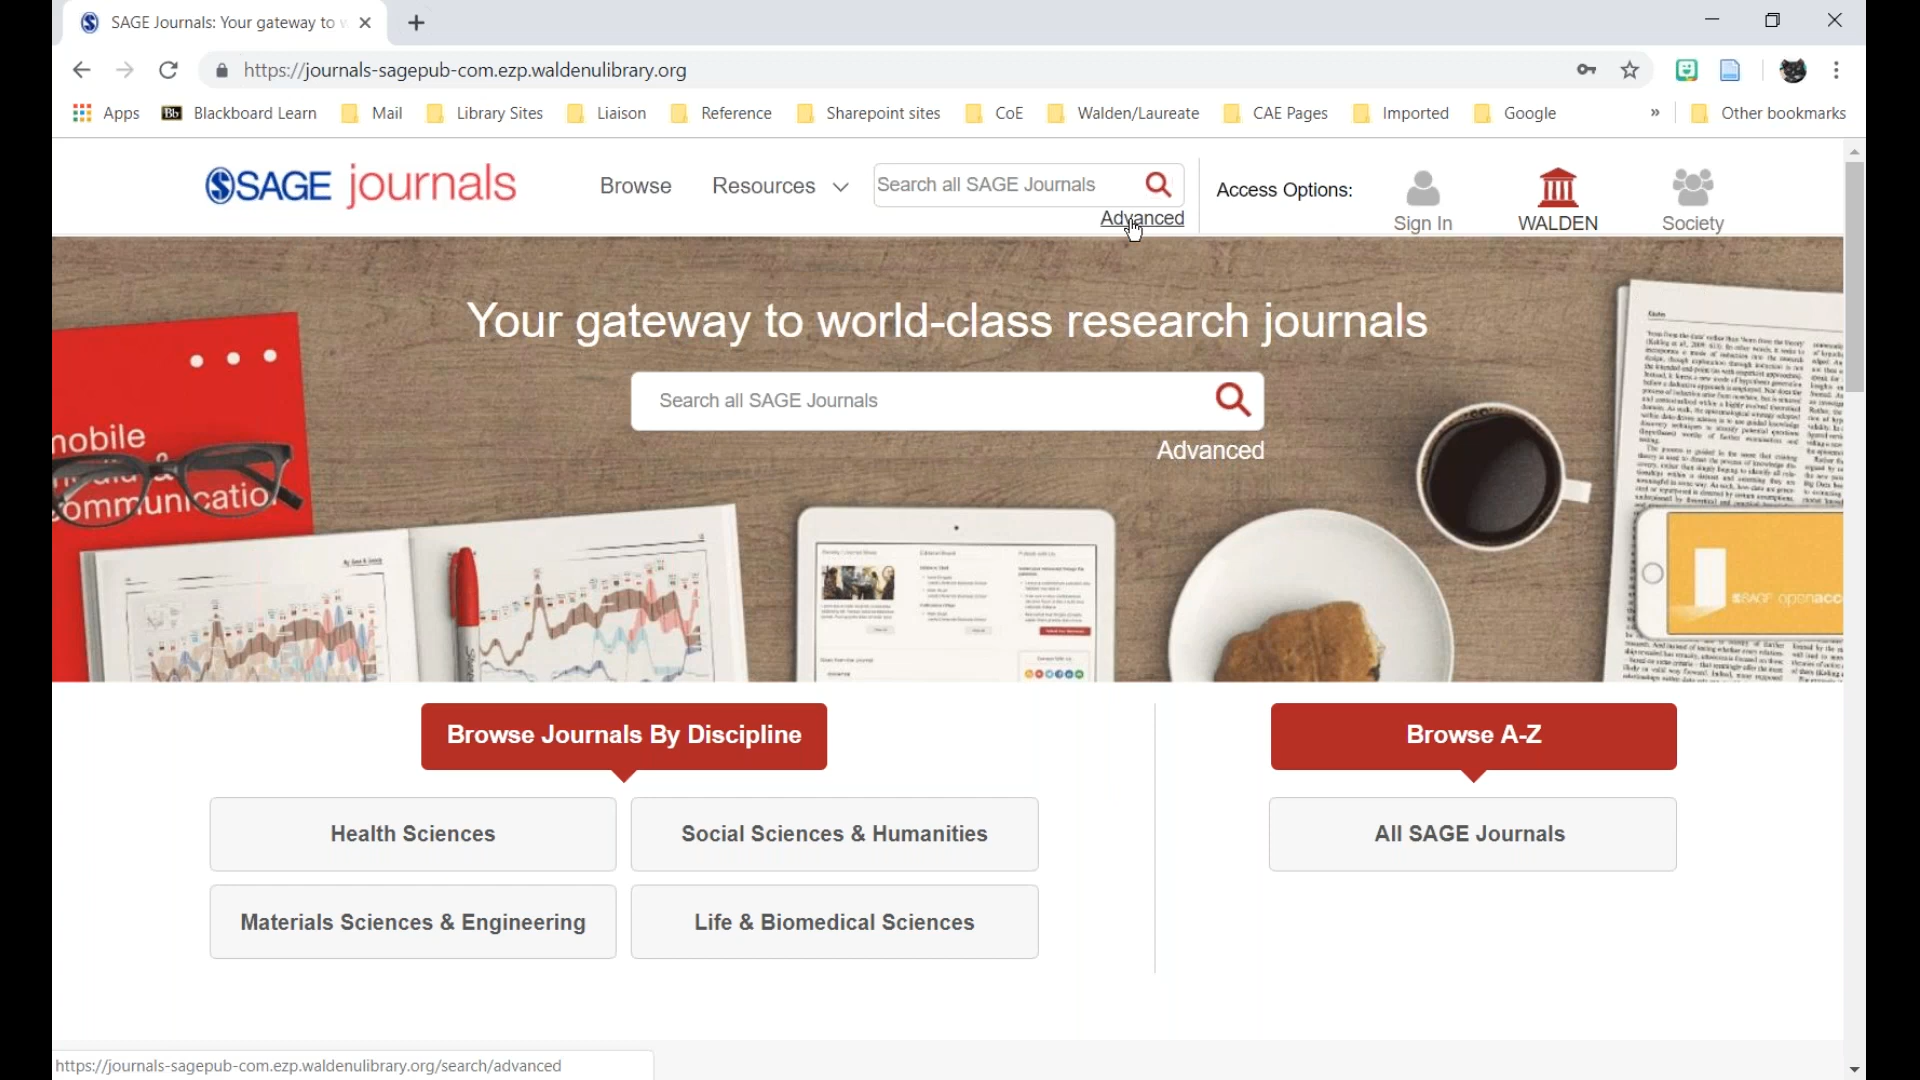 SAGE Journals: Your gateway to
https://journals-sagepub-com.ezp.waldenulibrary.org
Apps Bb Blackboard Learn Mail Library Sites Liaison Reference Sharepoint sites CoE Walden/Laureate CAE Pages Imported Google » Other bookmarks
SAGE journals Browse Resources Search all SAGE Journals Access Options: Sign In WALDEN Society
Advanced
Your gateway to world-class research journals
Search all SAGE Journals
Advanced
Browse Journals By Discipline
Browse A-Z
Health Sciences
Social Sciences & Humanities
All SAGE Journals
Materials Sciences & Engineering
Life & Biomedical Sciences
https://journals-sagepub-com.ezp.waldenulibrary.org/search/advanced